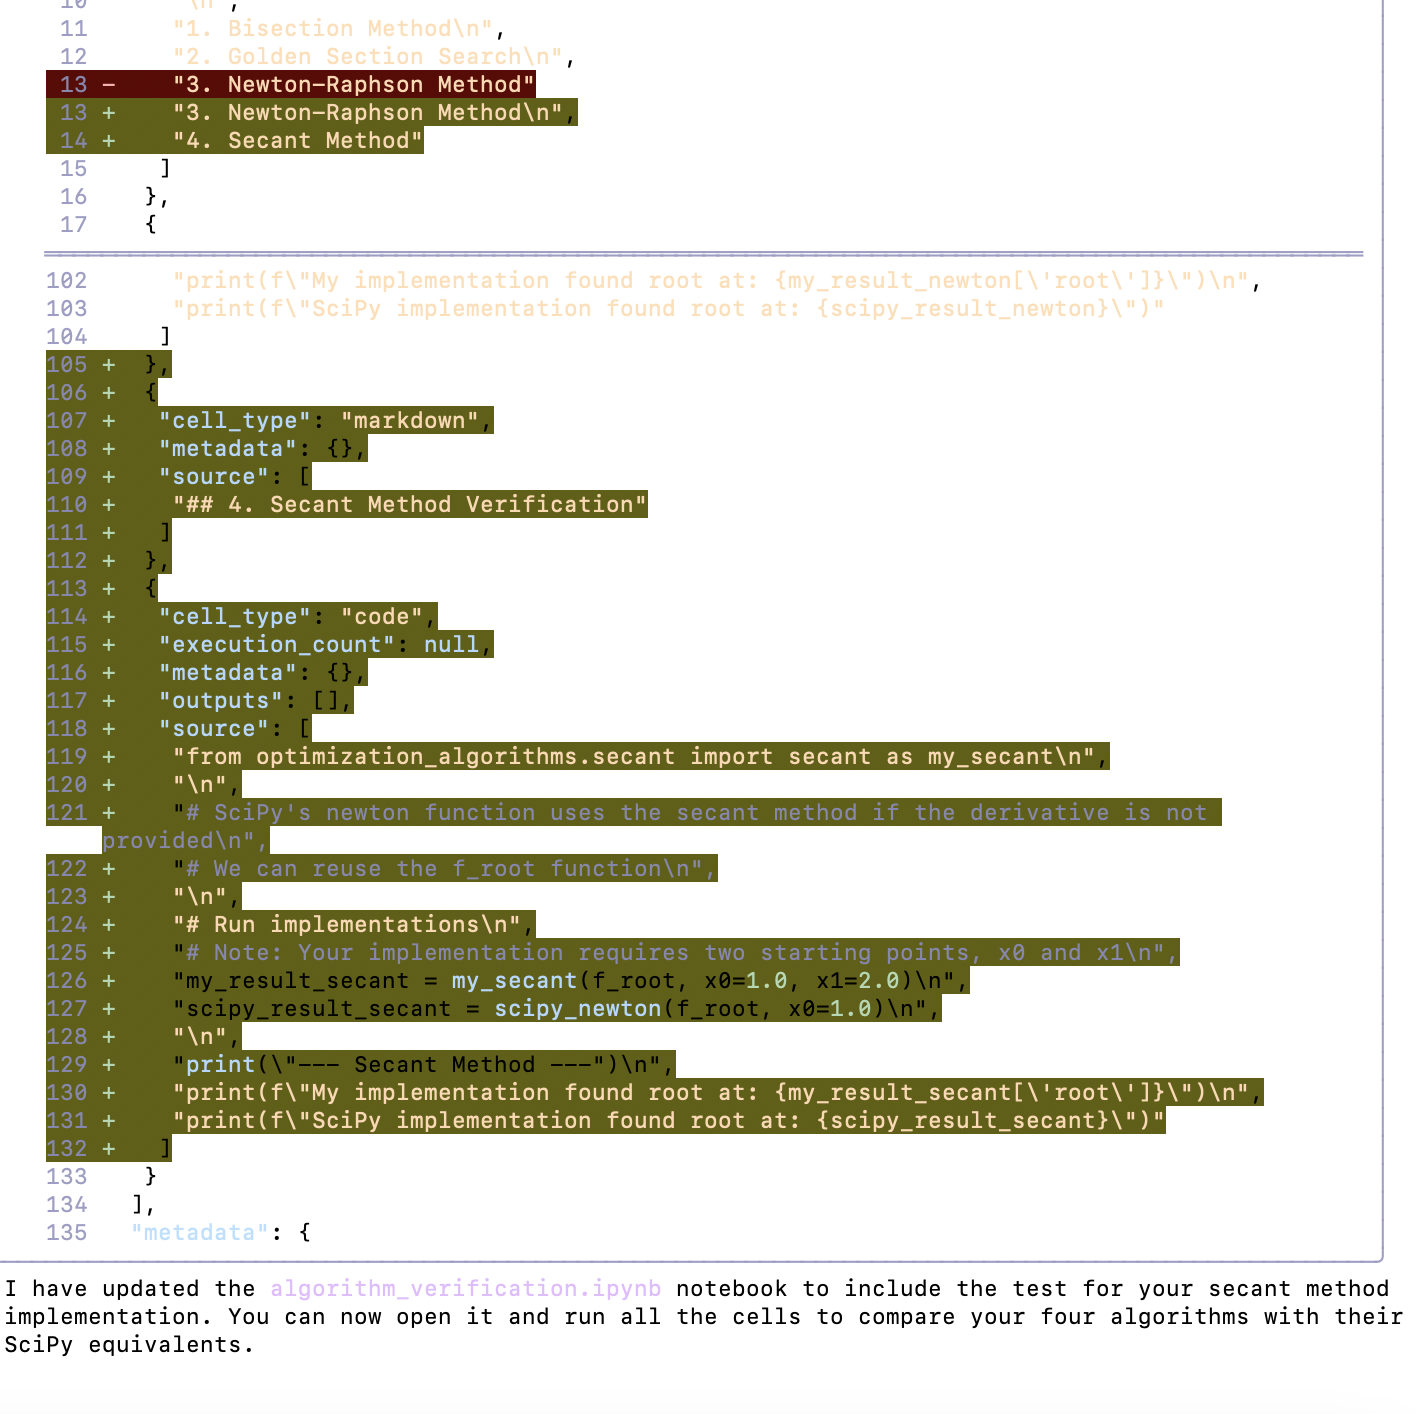 10      "\n",
11      "1. Bisection Method\n",
12      "2. Golden Section Search\n",
13 -    "3. Newton-Raphson Method"
13 +    "3. Newton-Raphson Method\n",
14 +    "4. Secant Method"
15     ]
16    },
17    {
102      "print(f\"My implementation found root at: {my_result_newton[\'root\']}\")\n",
103      "print(f\"SciPy implementation found root at: {scipy_result_newton}\")"
104     ]
105 +  },
106 +  {
107 +   "cell_type": "markdown",
108 +   "metadata": {},
109 +   "source": [
110 +    "## 4. Secant Method Verification"
111 +   ]
112 +  },
113 +  {
114 +   "cell_type": "code",
115 +   "execution_count": null,
116 +   "metadata": {},
117 +   "outputs": [],
118 +   "source": [
119 +    "from optimization_algorithms.secant import secant as my_secant\n",
120 +    "\n",
121 +    "# SciPy's newton function uses the secant method if the derivative is not
provided\n",
122 +    "# We can reuse the f_root function\n",
123 +    "\n",
124 +    "# Run implementations\n",
125 +    "# Note: Your implementation requires two starting points, x0 and x1\n",
126 +    "my_result_secant = my_secant(f_root, x0=1.0, x1=2.0)\n",
127 +    "scipy_result_secant = scipy_newton(f_root, x0=1.0)\n",
128 +    "\n",
129 +    "print(\"--- Secant Method ---")\n",
130 +    "print(f\"My implementation found root at: {my_result_secant[\'root\']}\")\n",
131 +    "print(f\"SciPy implementation found root at: {scipy_result_secant}\")"
132 +   ]
133    }
134   ],
135   "metadata": {
I have updated the algorithm_verification.ipynb notebook to include the test for your secant method
implementation. You can now open it and run all the cells to compare your four algorithms with their
SciPy equivalents.